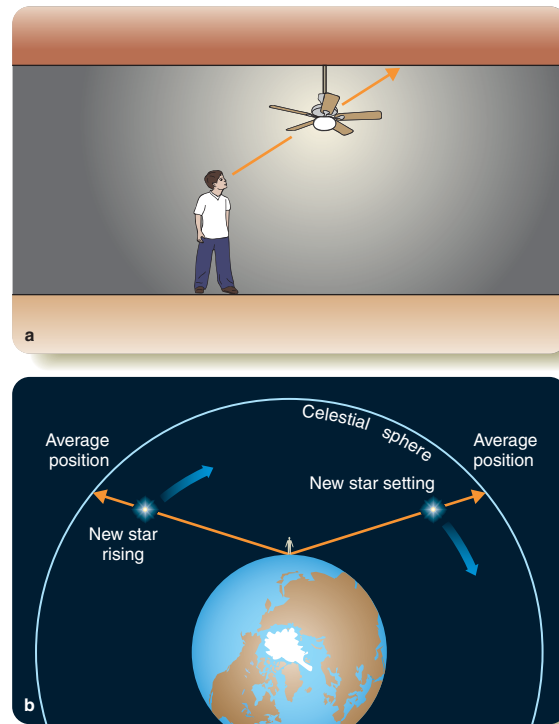 a
Celestial sphere
Average
position
Average
position
New star setting
New star
rising
b